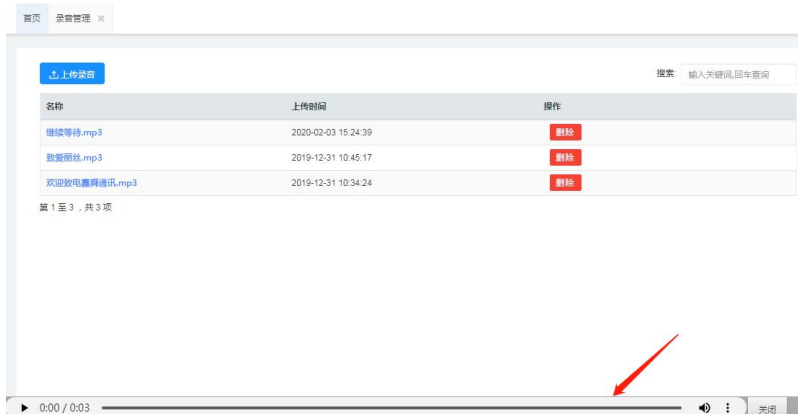 首页 录音管理 ×
上传录音 搜索: 输入关键词,回车查询
名称 上传时间 操作
继续等待.mp3 2020-02-03 15:24:39 删除
致爱丽丝.mp3 2019-12-31 10:45:17 删除
欢迎致电嘉舜通讯.mp3 2019-12-31 10:34:24 删除
第 1 至 3 ，共 3 项
0:00 / 0:03 关闭